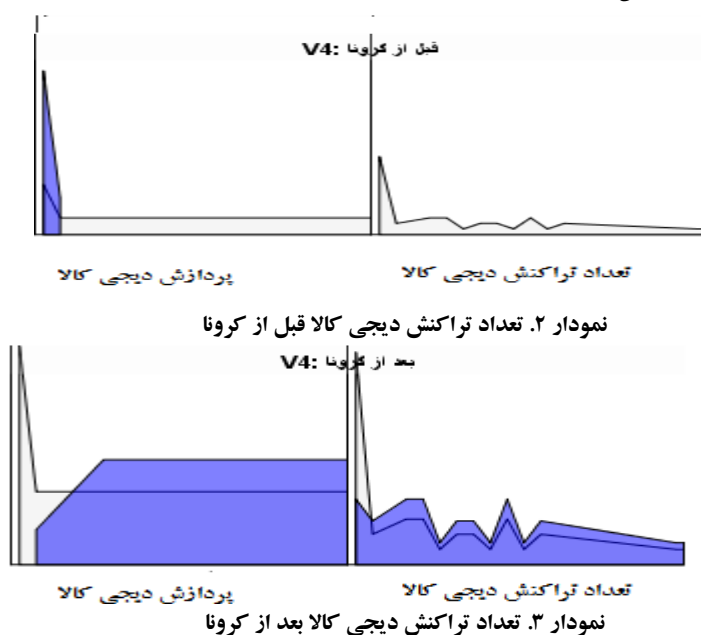 قبل از کرونا :V4
پردازش دیجی کالا
تعداد تراکنش دیجی کالا
نمودار ۲. تعداد تراکنش دیجی کالا قبل از کرونا
بعد از کرونا :V4
پردازش دیجی کالا
تعداد تراکنش دیجی کالا
نمودار ۳. تعداد تراکنش دیجی کالا بعد از کرونا